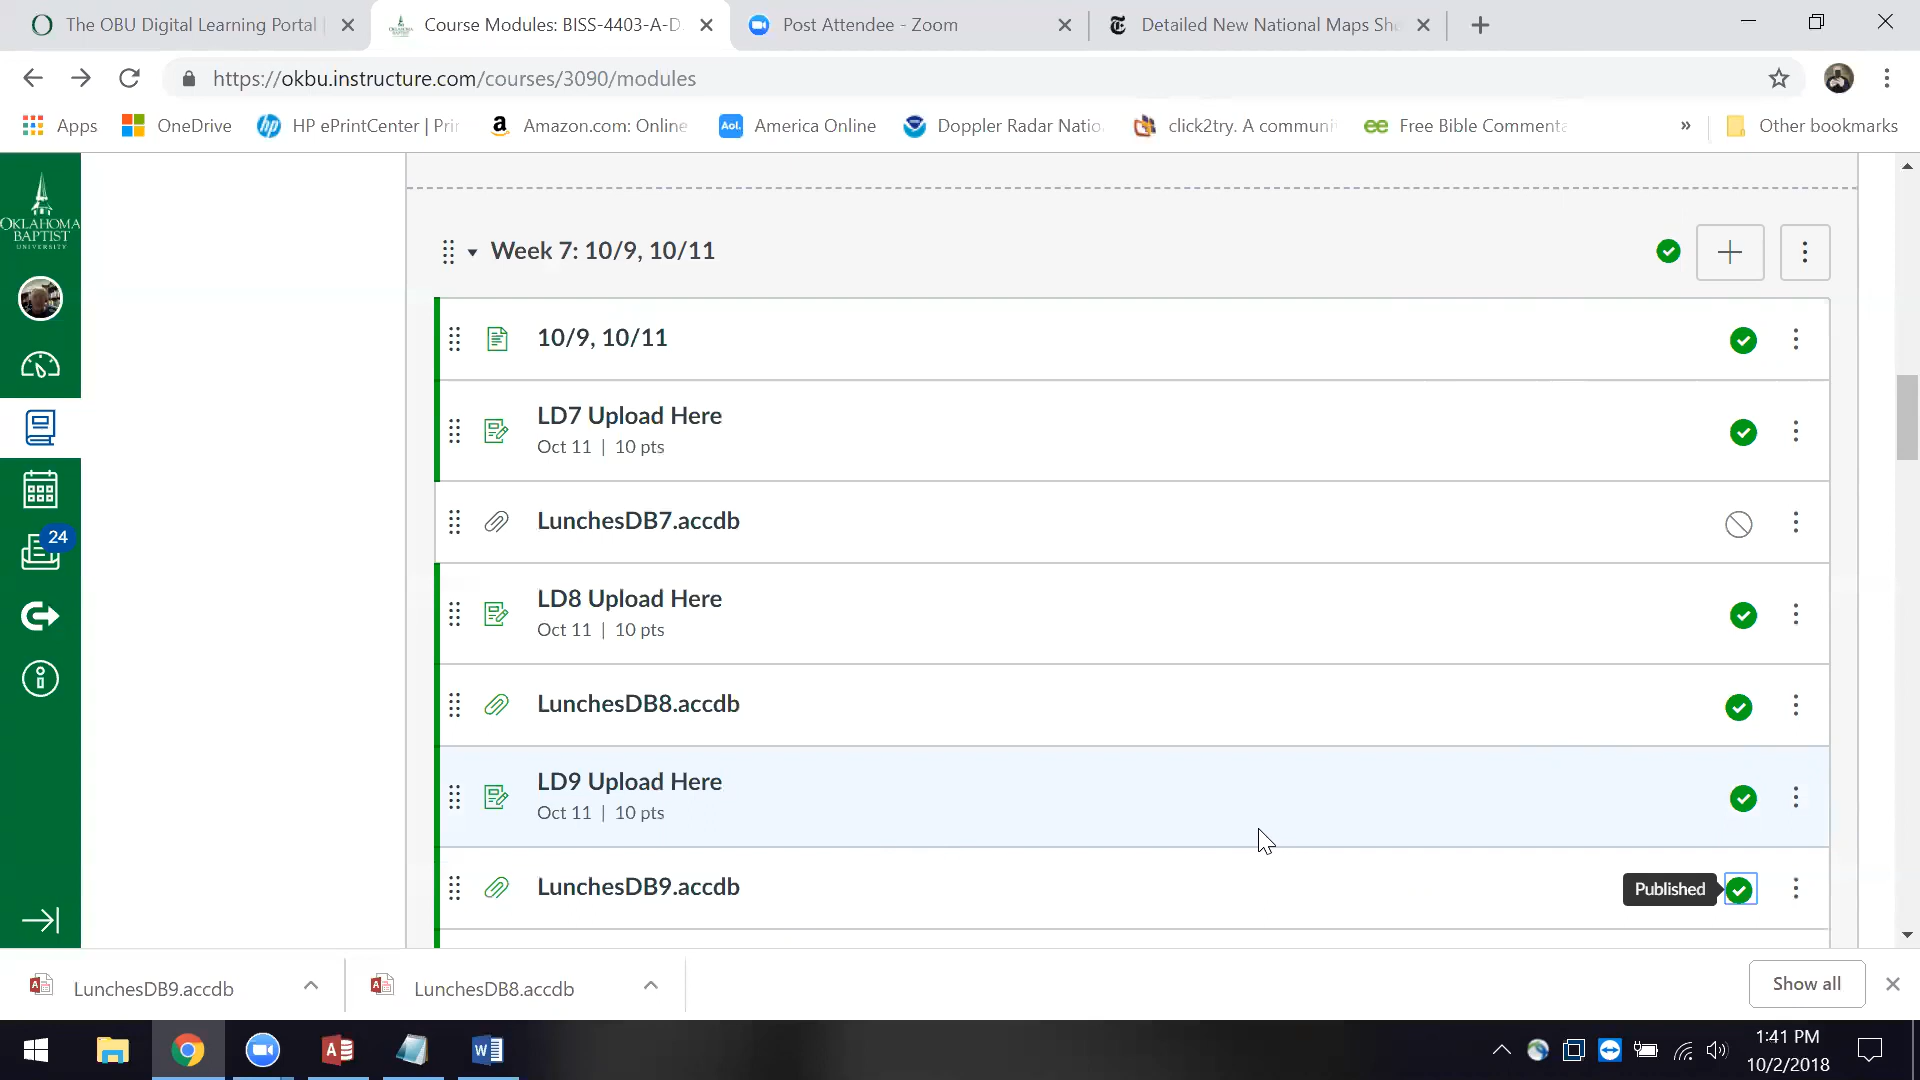 The OBU Digital Learning Portal
Course Modules: BISS-4403-A-D
Post Attendee - Zoom
Detailed New National Maps Sho
https://okbu.instructure.com/courses/3090/modules
Apps
OneDrive
HP ePrintCenter | Prin
Amazon.com: Online
Aol.
America Online
Doppler Radar Natio
click2try. A communi
Free Bible Commenta
»
Other bookmarks
OKLAHOMA
BAPTIST
UNIVERSITY
24
Week 7: 10/9, 10/11
10/9, 10/11
LD7 Upload Here
Oct 11 | 10 pts
LunchesDB7.accdb
LD8 Upload Here
Oct 11 | 10 pts
LunchesDB8.accdb
LD9 Upload Here
Oct 11 | 10 pts
LunchesDB9.accdb
Published
LunchesDB9.accdb
LunchesDB8.accdb
Show all
1:41 PM
10/2/2018